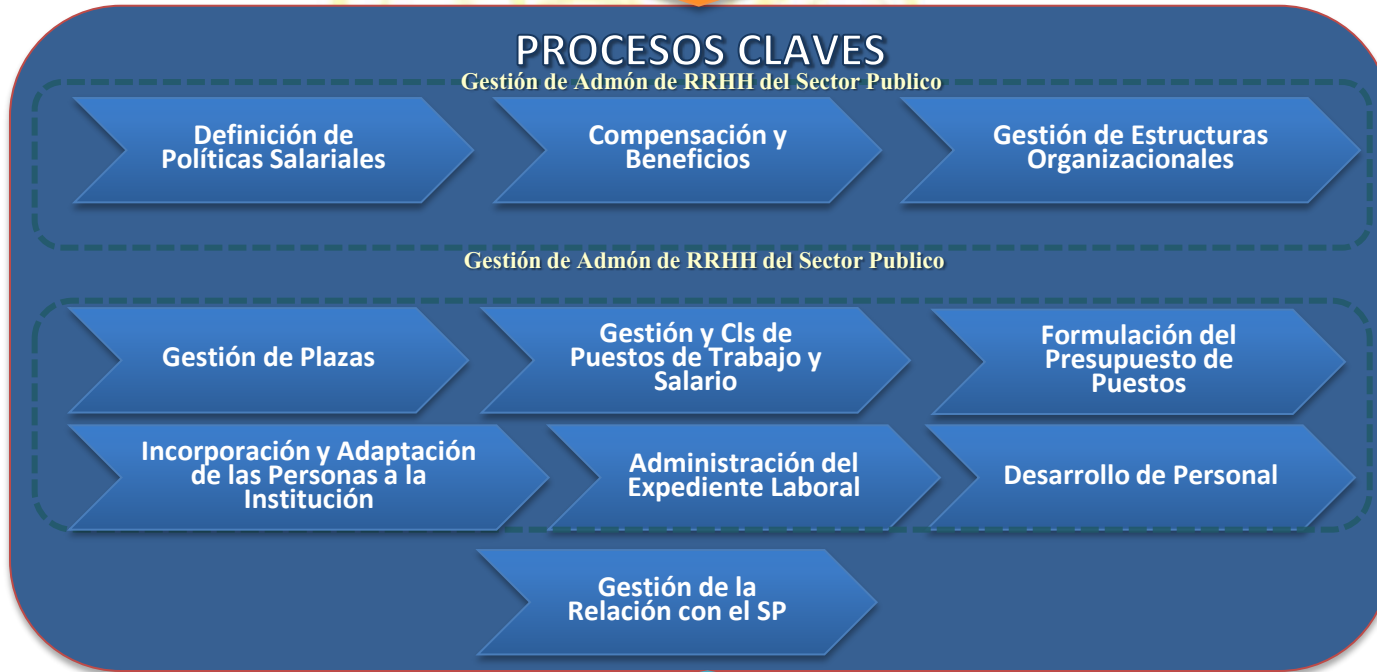 PROCESOS CLAVES
Gestión de Admón de RRHH del Sector Publico
Definición de
Políticas Salariales
Compensación y
Beneficios
Gestión de Estructuras
Organizacionales
Gestión de Admón de RRHH del Sector Publico
Gestión de Plazas
Gestión y Cls de
Puestos de Trabajo y
Salario
Formulación del
Presupuesto de
Puestos
Incorporación y Adaptación
de las Personas a la
Institución
Administración del
Expediente Laboral
Desarrollo de Personal
Gestión de la
Relación con el SP